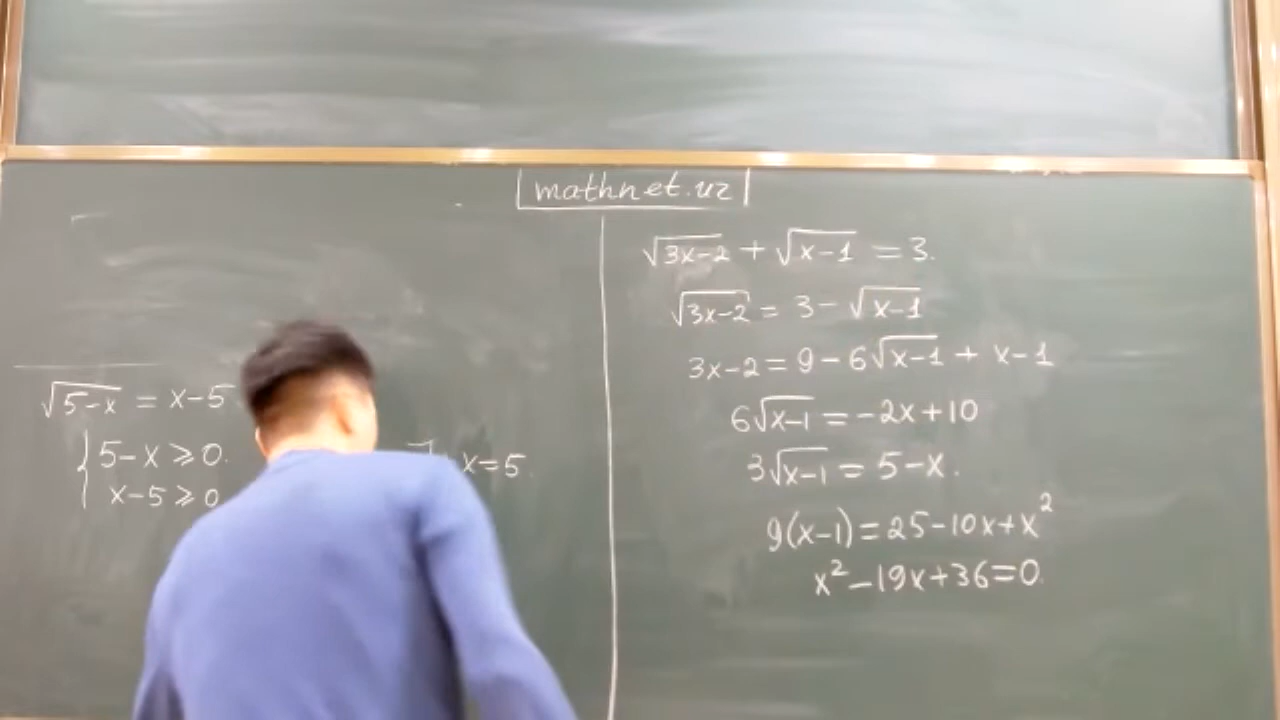 mathnet.uz
√5-x = x-5
5-x ⩾ 0.
x-5 ⩾ 0
x=5.
√3x-2 + √x-1 = 3.
√3x-2 = 3-√x-1
3x-2 = 9-6√x-1 + x-1
6√x-1 = -2x+10
3√x-1 = 5-x.
9(x-1) = 25-10x+x²
x²-19x+36=0.